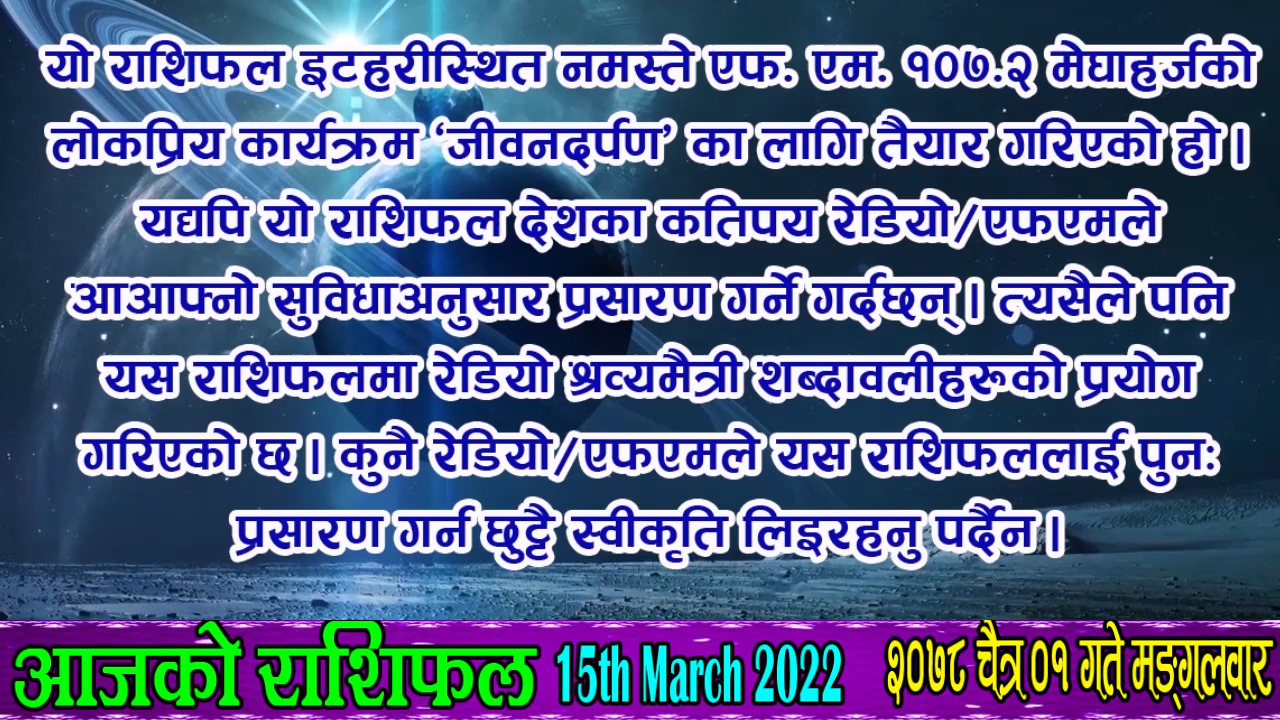 यो राशिफल इटहरीस्थित नमस्ते एफ. एम. १०७.२ मेघाहर्जको
लोकप्रिय कार्यक्रम ‘जीवनदर्पण’ का लागि तैयार गरिएको हो ।
यद्यपि यो राशिफल देशका कतिपय रेडियो/एफएमले
आआफ्नो सुविधाअनुसार प्रसारण गर्ने गर्दछन् । त्यसैले पनि
यस राशिफलमा रेडियो श्रव्यमैत्री शब्दावलीहरूको प्रयोग
गरिएको छ । कुनै रेडियो/एफएमले यस राशिफललाई पुनः
प्रसारण गर्न छुट्टै स्वीकृति लिइरहनु पर्दैन ।
आजको राशिफल 15th March 2022 २०७८ चैत्र ०१ गते मङ्गलवार